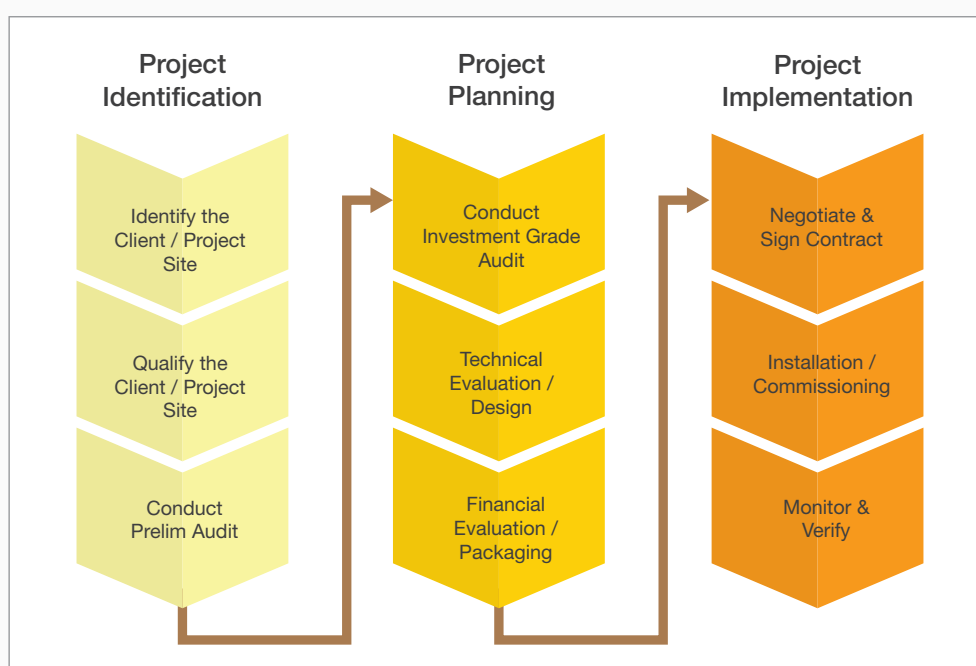 Project
Identification
Identify the
Client / Project
Site
Qualify the
Client / Project
Site
Conduct
Prelim Audit
Project
Planning
Conduct
Investment Grade
Audit
Technical
Evaluation /
Design
Financial
Evaluation /
Packaging
Project
Implementation
Negotiate &
Sign Contract
Installation /
Commissioning
Monitor &
Verify